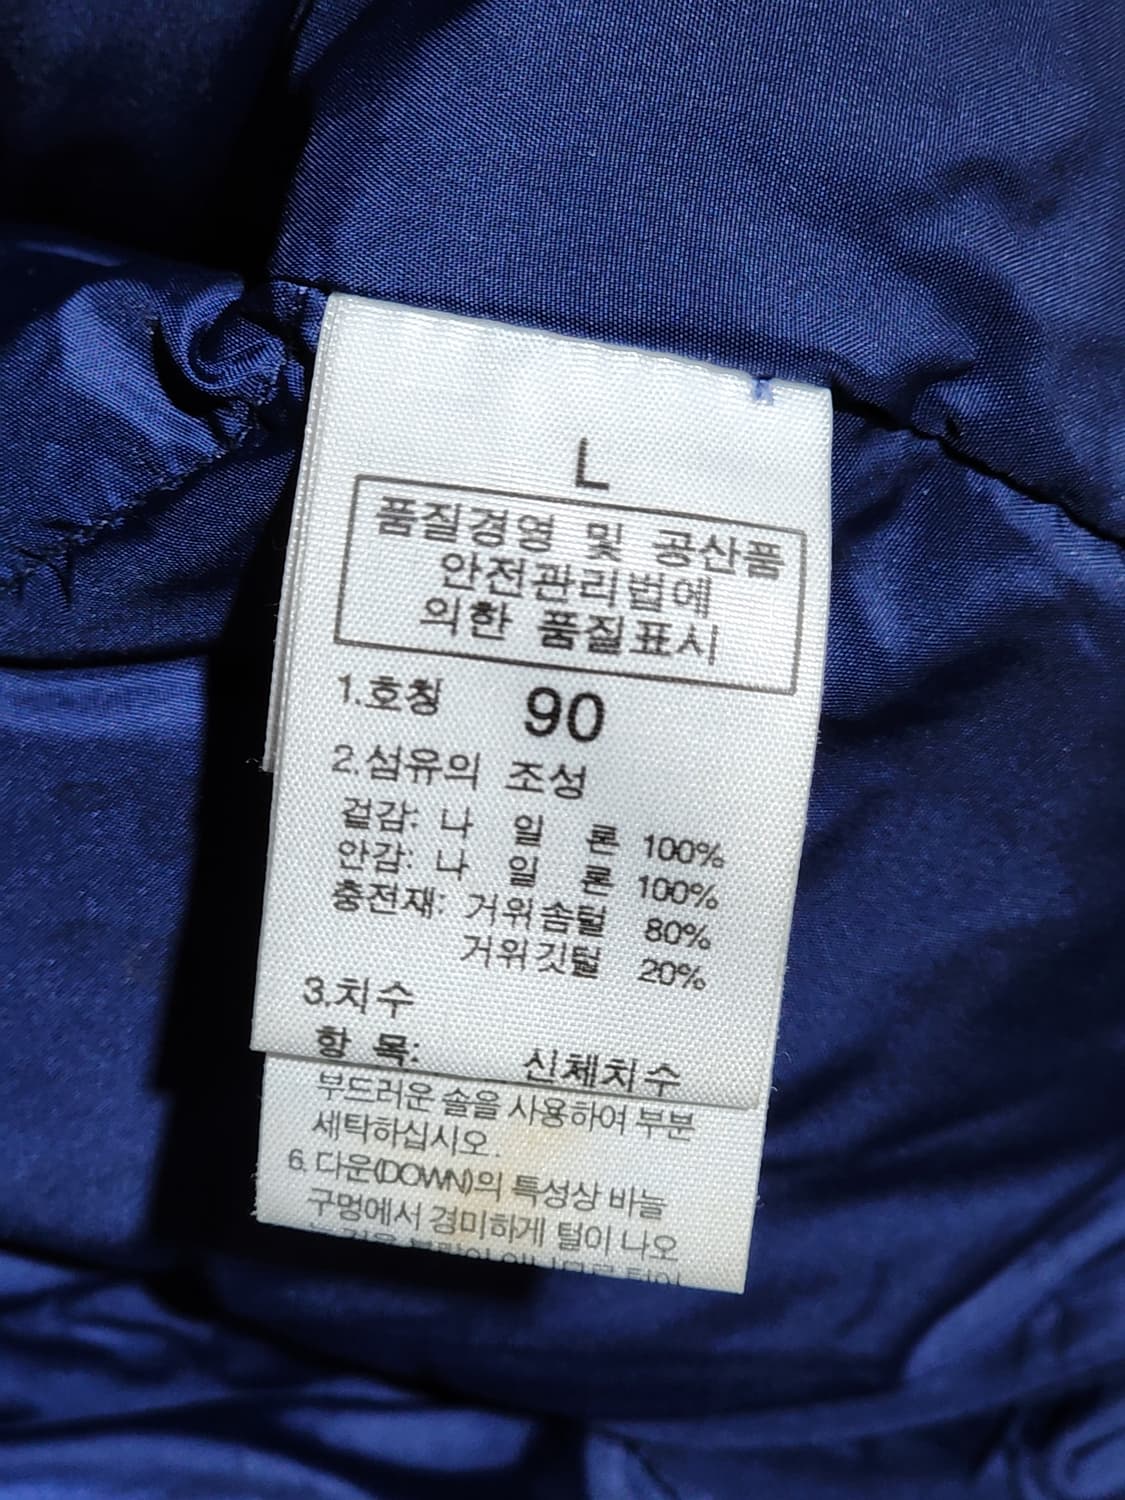 L
품질경영 및 공산품
안전관리법에
의한 품질표시
1.호칭 90
2.섬유의 조성
겉감: 나 일 론 100%
안감: 나 일 론 100%
충전재: 거위솜털 80%
거위깃털 20%
3.치수
항 목: 신체치수
부드러운 솔을 사용하여 부분
세탁하십시오.
6. 다운(DOWN)의 특성상 바늘
구멍에서 경미하게 털이 나오